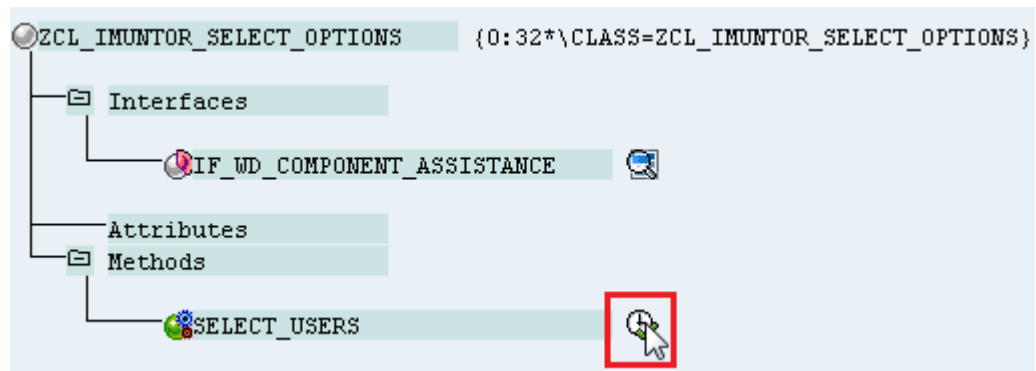 ZCL_IMUNTOR_SELECT_OPTIONS {O:32*\CLASS=ZCL_IMUNTOR_SELECT_OPTIONS}
Interfaces
IF_WD_COMPONENT_ASSISTANCE
Attributes
Methods
SELECT_USERS